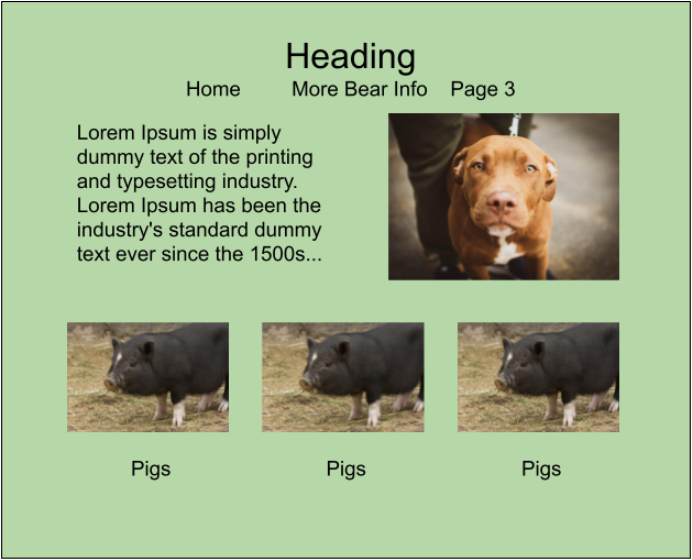 Heading
Home More Bear Info Page 3
Lorem Ipsum is simply
dummy text of the printing
and typesetting industry.
Lorem Ipsum has been the
industry's standard dummy
text ever since the 1500s...
Pigs Pigs Pigs